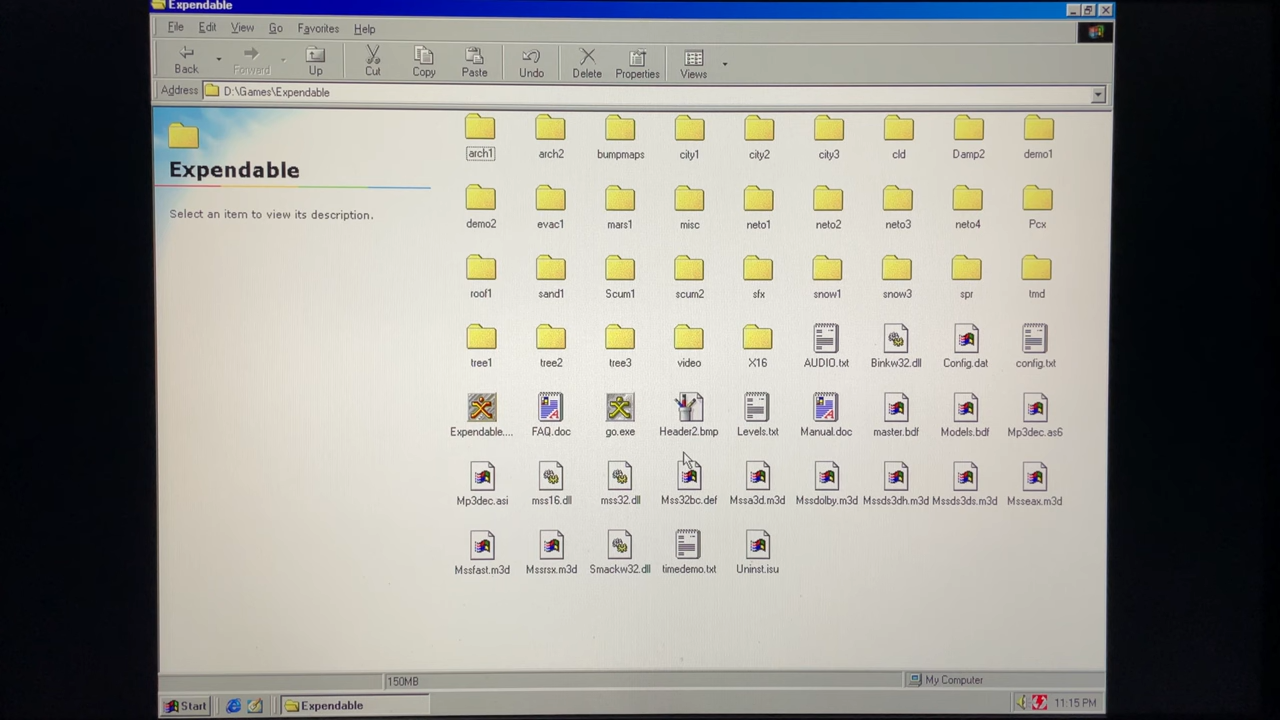 Expendable
File Edit View Go Favorites Help
Back Forward Up Cut Copy Paste Undo Delete Properties Views
Address D:\Games\Expendable
Expendable
Select an item to view its description.
arch1 arch2 bumpmaps city1 city2 city3 cld Damp2 demo1
demo2 evac1 mars1 misc neto1 neto2 neto3 neto4 Pcx
roof1 sand1 Scum1 scum2 sfx snow1 snow3 spr tmd
tree1 tree2 tree3 video X16 AUDIO.txt Binkw32.dll Config.dat config.txt
Expendable.... FAQ.doc go.exe Header2.bmp Levels.txt Manual.doc master.bdf Models.bdf Mp3dec.as6
Mp3dec.asi mss16.dll mss32.dll Mss32bc.def Mssa3d.m3d Mssdolby.m3d Mssds3dh.m3d Mssds3ds.m3d Msseax.m3d
Mssfast.m3d Mssrsx.m3d Smackw32.dll timedemo.txt Uninst.isu
150MB My Computer
Start Expendable 11:15 PM